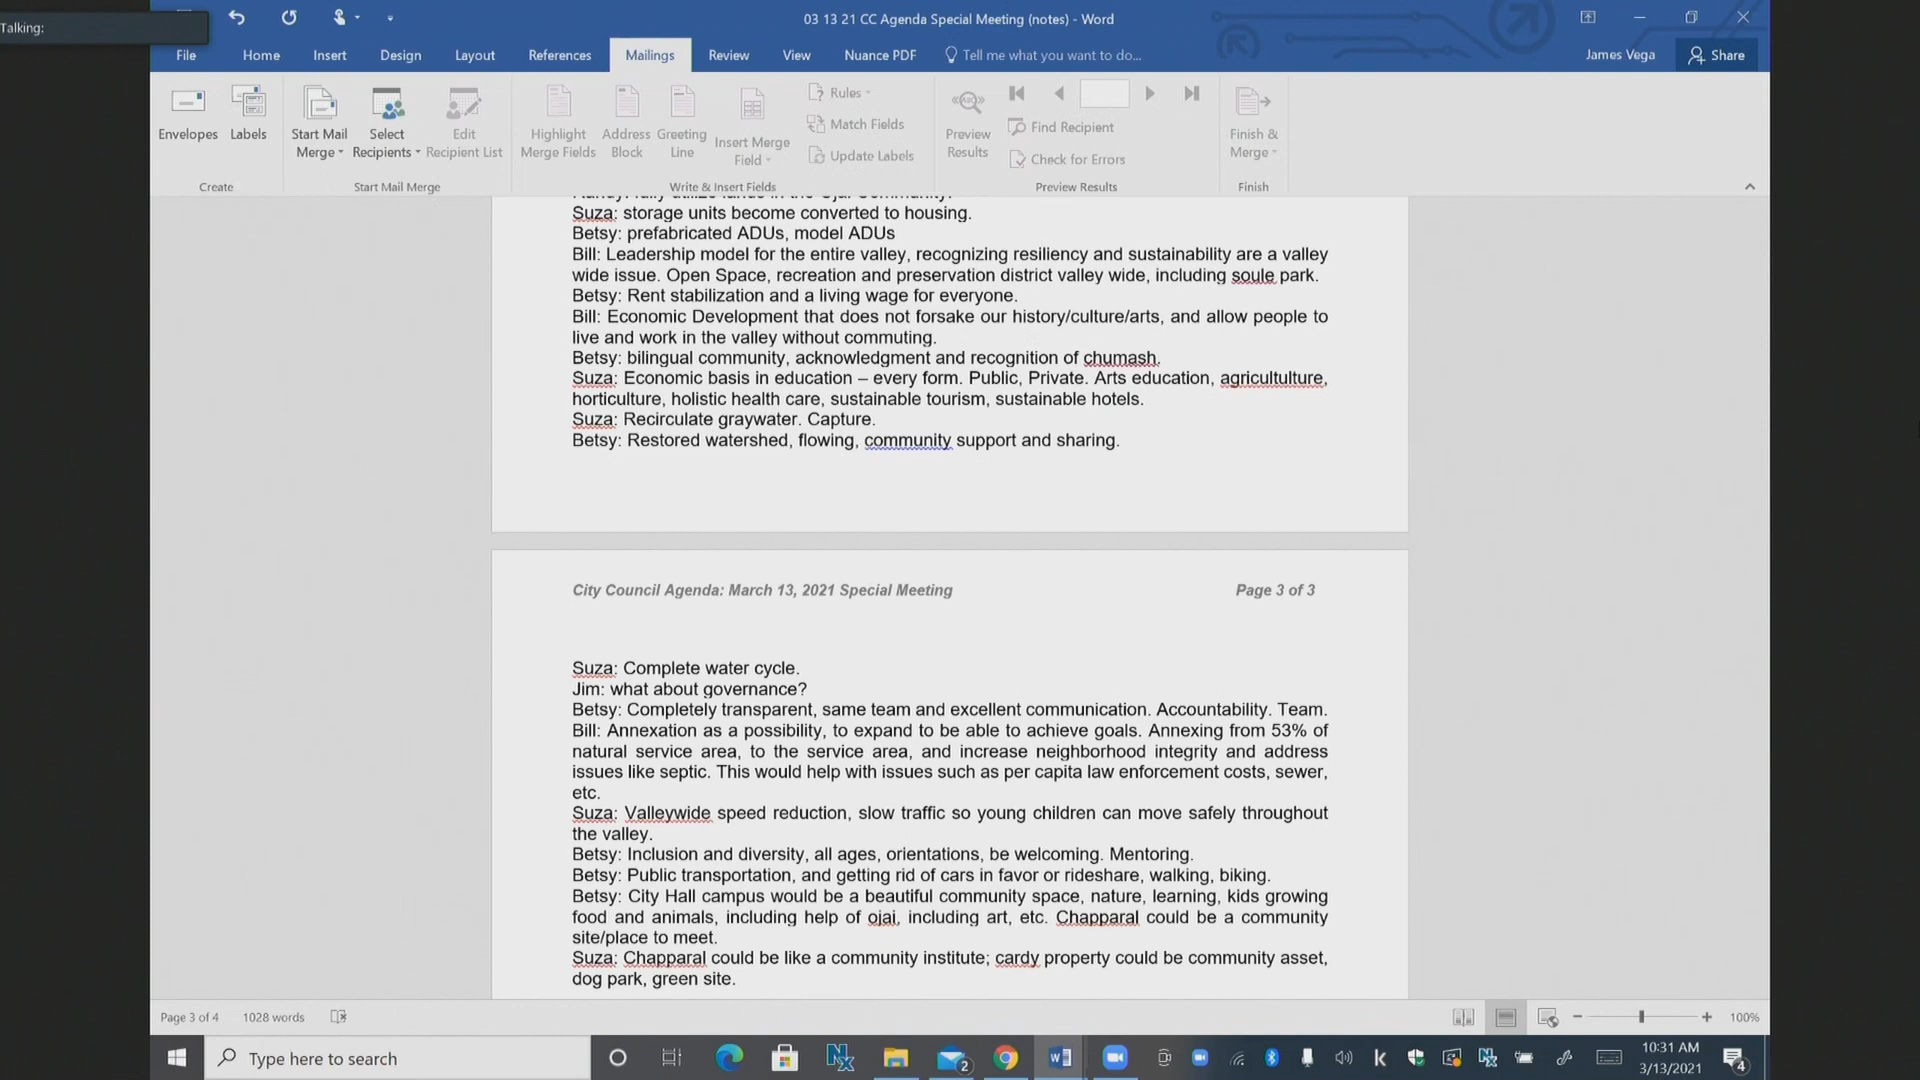 Talking:
03 13 21 CC Agenda Special Meeting (notes) - Word
File Home Insert Design Layout References Mailings Review View Nuance PDF Tell me what you want to do... James Vega Share
Envelopes Labels Start Mail Merge Select Recipients Edit Recipient List Highlight Merge Fields Address Block Greeting Line Insert Merge Field Rules Match Fields Update Labels Preview Results Find Recipient Check for Errors Finish & Merge
Create Start Mail Merge Write & Insert Fields Preview Results Finish
Suza: storage units become converted to housing.
Betsy: prefabricated ADUs, model ADUs
Bill: Leadership model for the entire valley, recognizing resiliency and sustainability are a valley
wide issue. Open Space, recreation and preservation district valley wide, including soule park.
Betsy: Rent stabilization and a living wage for everyone.
Bill: Economic Development that does not forsake our history/culture/arts, and allow people to
live and work in the valley without commuting.
Betsy: bilingual community, acknowledgment and recognition of chumash.
Suza: Economic basis in education – every form. Public, Private. Arts education, agricultulture,
horticulture, holistic health care, sustainable tourism, sustainable hotels.
Suza: Recirculate graywater. Capture.
Betsy: Restored watershed, flowing, community support and sharing.
City Council Agenda: March 13, 2021 Special Meeting Page 3 of 3
Suza: Complete water cycle.
Jim: what about governance?
Betsy: Completely transparent, same team and excellent communication. Accountability. Team.
Bill: Annexation as a possibility, to expand to be able to achieve goals. Annexing from 53% of
natural service area, to the service area, and increase neighborhood integrity and address
issues like septic. This would help with issues such as per capita law enforcement costs, sewer,
etc.
Suza: Valleywide speed reduction, slow traffic so young children can move safely throughout
the valley.
Betsy: Inclusion and diversity, all ages, orientations, be welcoming. Mentoring.
Betsy: Public transportation, and getting rid of cars in favor or rideshare, walking, biking.
Betsy: City Hall campus would be a beautiful community space, nature, learning, kids growing
food and animals, including help of ojai, including art, etc. Chapparal could be a community
site/place to meet.
Suza: Chapparal could be like a community institute; cardy property could be community asset,
dog park, green site.
Page 3 of 4 1028 words 100%
Type here to search 2 10:31 AM 4
3/13/2021